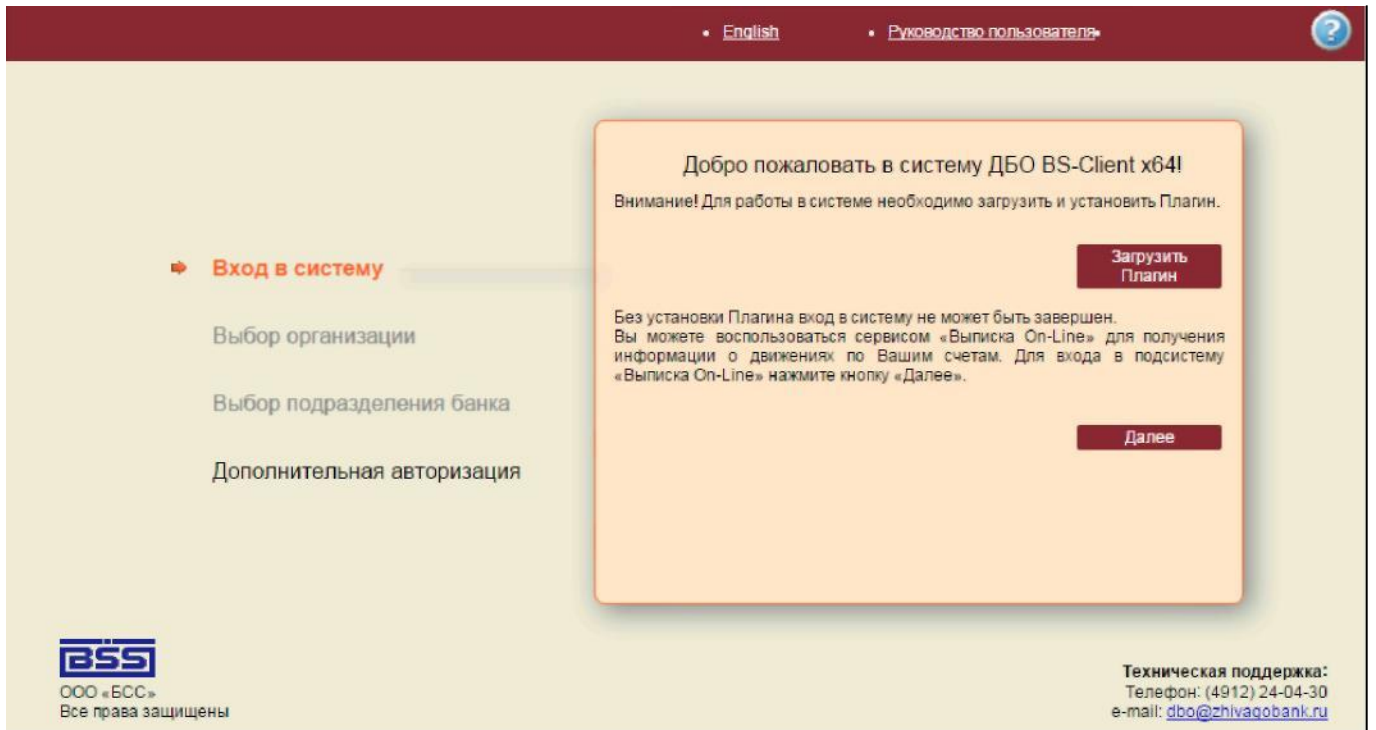 English
Руководство пользователя
Добро пожаловать в систему ДБО BS-Client x64!
Внимание! Для работы в системе необходимо загрузить и установить Плагин.
Загрузить
Плагин
Вход в систему
Без установки Плагина вход в систему не может быть завершен.
Вы можете воспользоваться сервисом «Выписка On-Line» для получения
информации о движениях по Вашим счетам. Для входа в подсистему
«Выписка On-Line» нажмите кнопку «Далее».
Выбор организации
Выбор подразделения банка
Далее
Дополнительная авторизация
BSS
ООО «БСС»
Все права защищены
Техническая поддержка:
Телефон: (4912) 24-04-30
e-mail: dbo@zhivagobank.ru